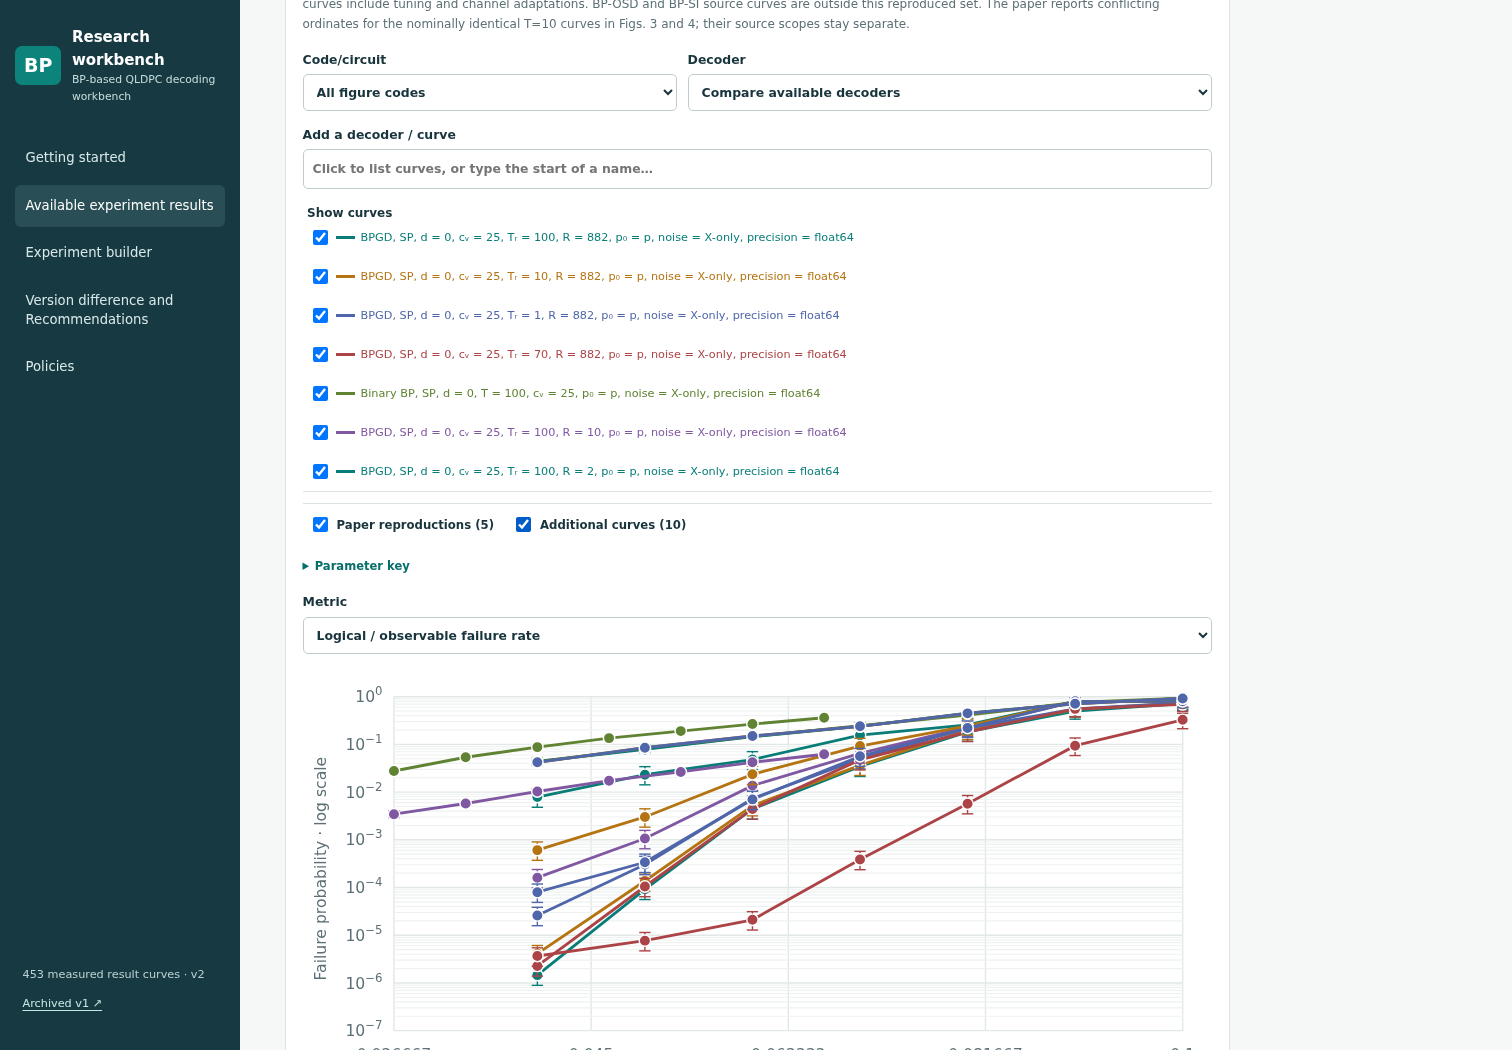 BP
Research
workbench
BP-based QLDPC decoding
workbench
Getting started
Available experiment results
Experiment builder
Version difference and
Recommendations
Policies
453 measured result curves · v2
Archived v1 ↗
curves include tuning and channel adaptations. BP-OSD and BP-SI source curves are outside this reproduced set. The paper reports conflicting
ordinates for the nominally identical T=10 curves in Figs. 3 and 4; their source scopes stay separate.
Code/circuit
Decoder
All figure codes
Compare available decoders
Add a decoder / curve
Click to list curves, or type the start of a name…
Show curves
BPGD, SP, d = 0, cᵥ = 25, Tᵣ = 100, R = 882, p₀ = p, noise = X-only, precision = float64
BPGD, SP, d = 0, cᵥ = 25, Tᵣ = 10, R = 882, p₀ = p, noise = X-only, precision = float64
BPGD, SP, d = 0, cᵥ = 25, Tᵣ = 1, R = 882, p₀ = p, noise = X-only, precision = float64
BPGD, SP, d = 0, cᵥ = 25, Tᵣ = 70, R = 882, p₀ = p, noise = X-only, precision = float64
Binary BP, SP, d = 0, T = 100, cᵥ = 25, p₀ = p, noise = X-only, precision = float64
BPGD, SP, d = 0, cᵥ = 25, Tᵣ = 100, R = 10, p₀ = p, noise = X-only, precision = float64
BPGD, SP, d = 0, cᵥ = 25, Tᵣ = 100, R = 2, p₀ = p, noise = X-only, precision = float64
Paper reproductions (5)
Additional curves (10)
▸ Parameter key
Metric
Logical / observable failure rate
Failure probability · log scale
10⁰
10⁻¹
10⁻²
10⁻³
10⁻⁴
10⁻⁵
10⁻⁶
10⁻⁷